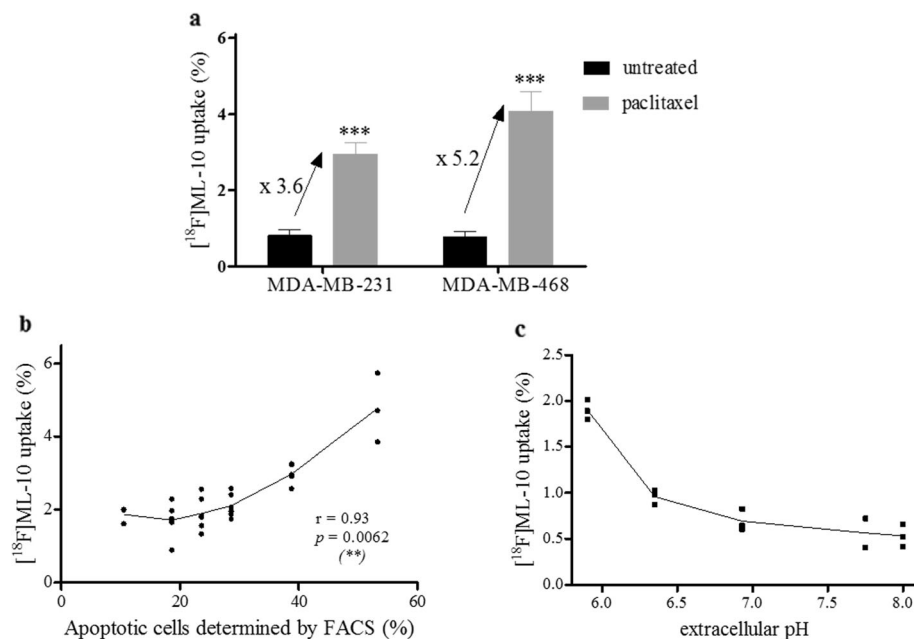 a
[¹⁸F]ML-10 uptake (%)
6
4
2
0
x 3.6
***
x 5.2
***
MDA-MB-231
MDA-MB-468
untreated
paclitaxel
b
[¹⁸F]ML-10 uptake (%)
6
4
2
0
0
20
40
60
r = 0.93
p = 0.0062
(**)
Apoptotic cells determined by FACS (%)
c
[¹⁸F]ML-10 uptake (%)
2.5
2.0
1.5
1.0
0.5
0.0
6.0
6.5
7.0
7.5
8.0
extracellular pH